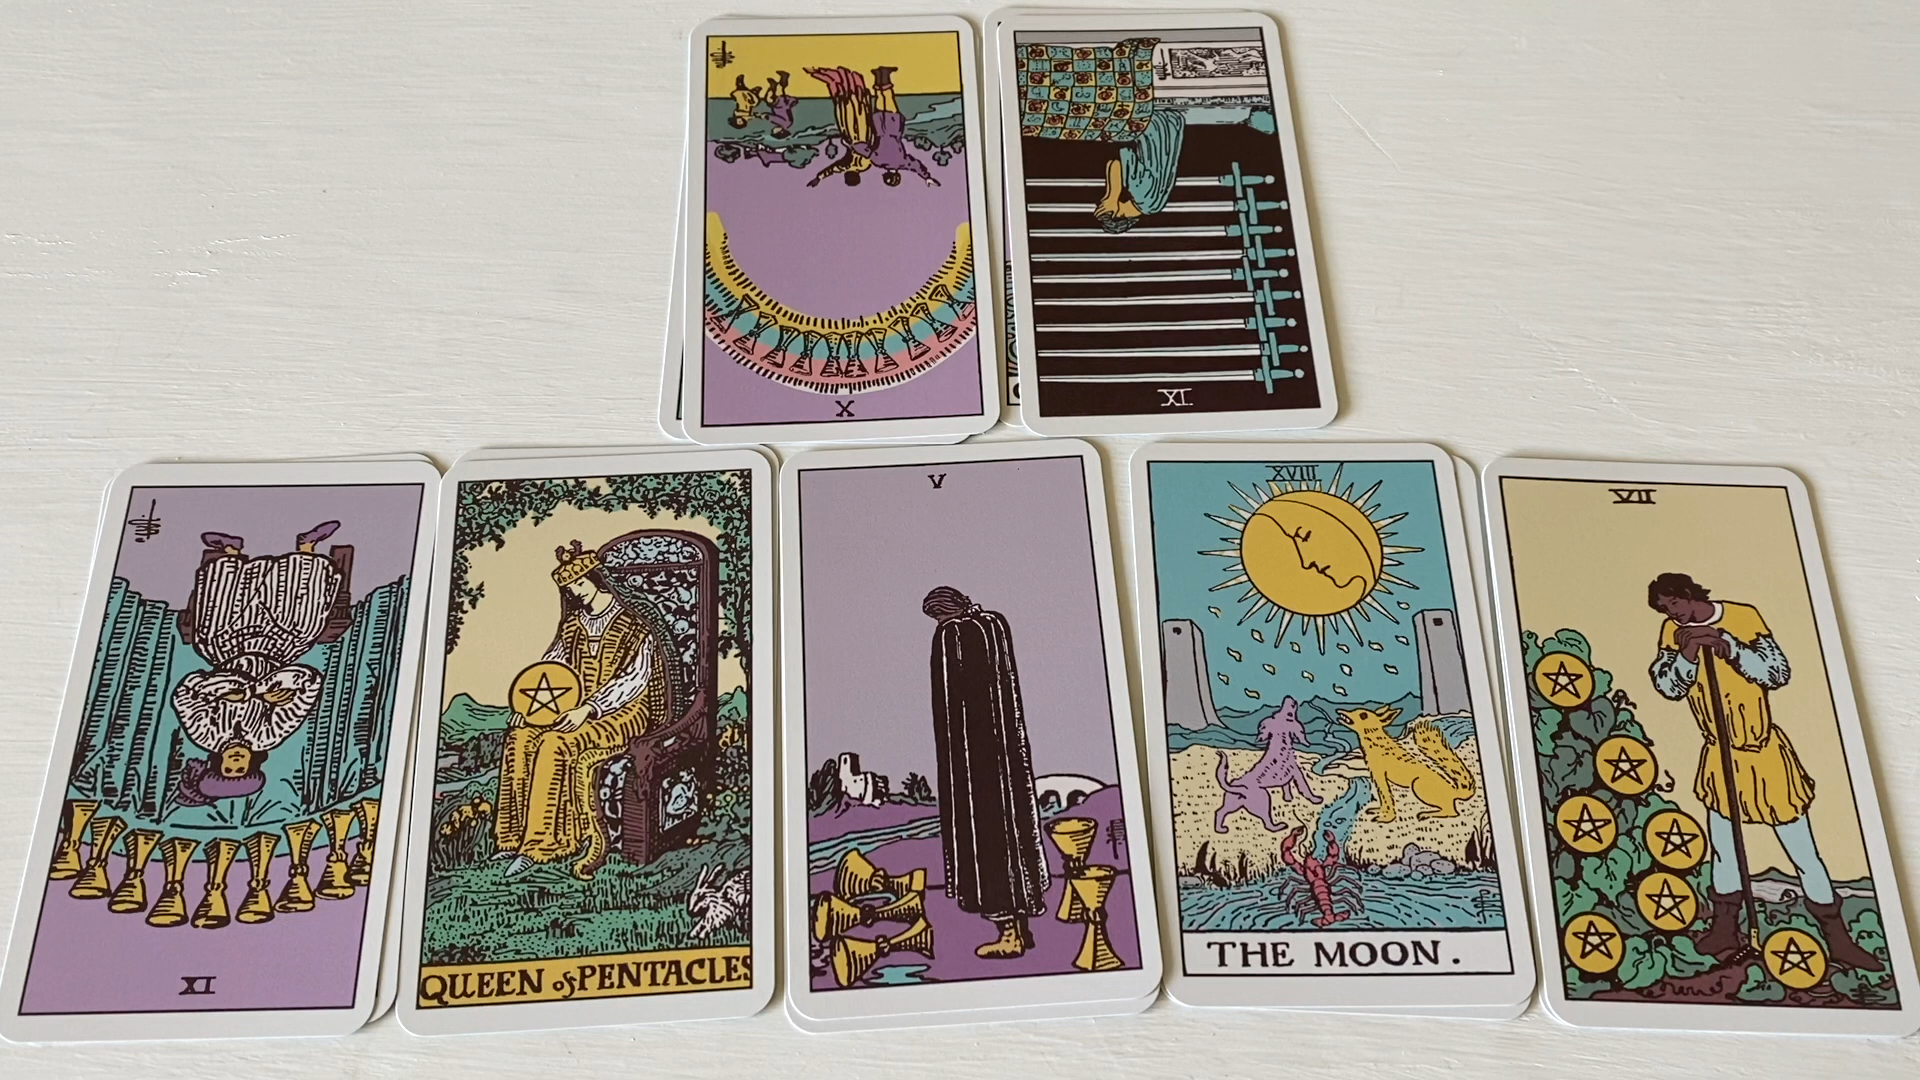 X
IX
IX
QUEEN of PENTACLES
V
XVIII
THE MOON.
VII